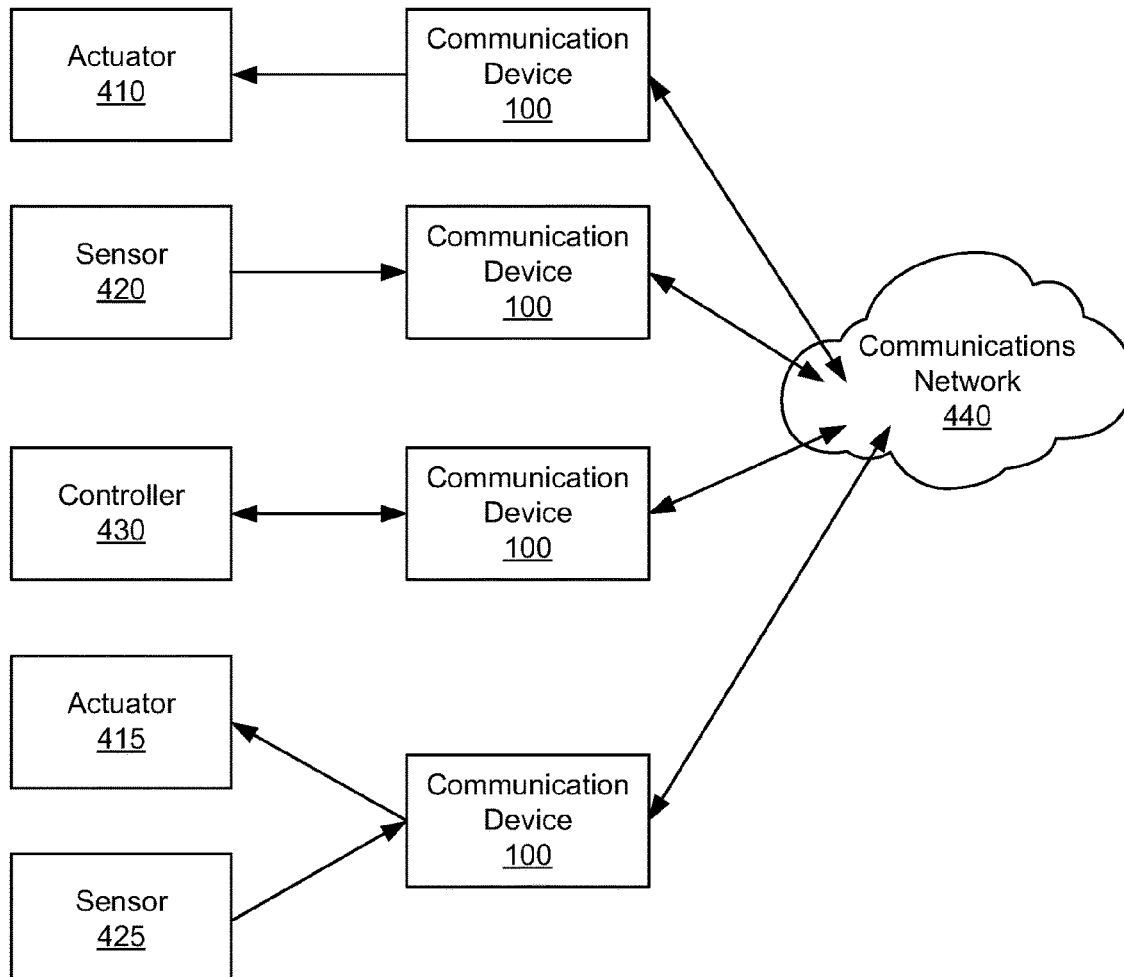 Actuator
410
Communication
Device
100
Sensor
420
Communication
Device
100
Communications
Network
440
Controller
430
Communication
Device
100
Actuator
415
Communication
Device
100
Sensor
425